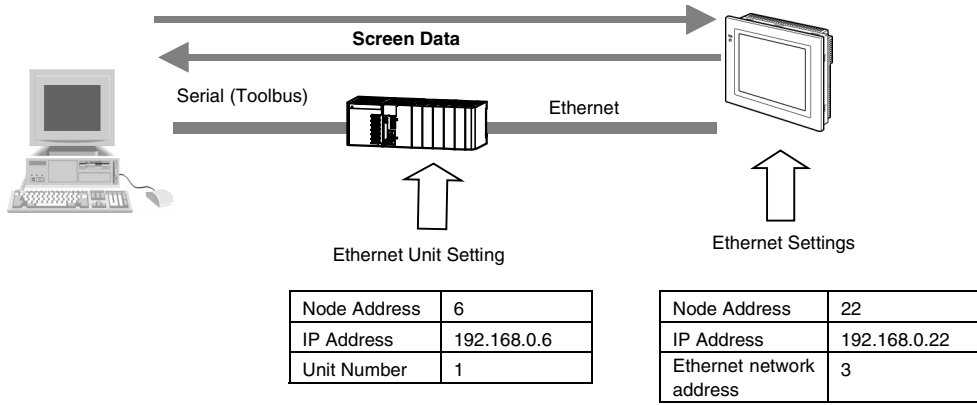 Screen Data
Serial (Toolbus)
Ethernet
Ethernet Unit Setting
Ethernet Settings
Node Address 6
IP Address 192.168.0.6
Unit Number 1
Node Address 22
IP Address 192.168.0.22
Ethernet network 3
address